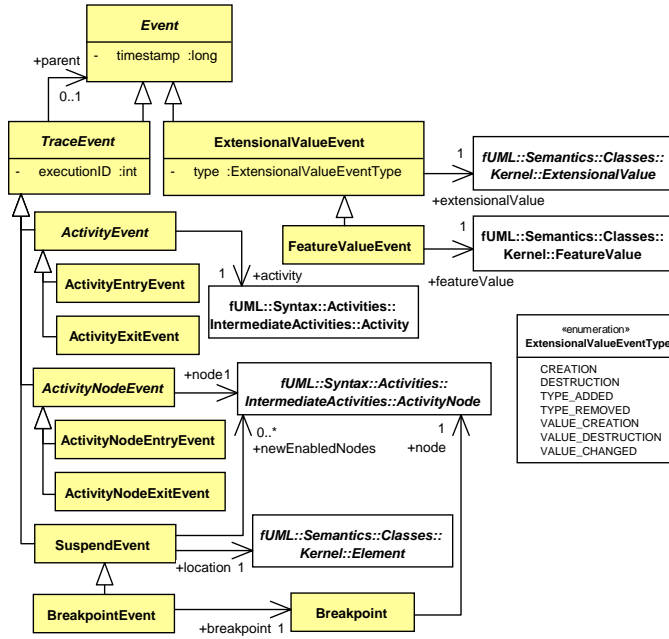 Event
- timestamp :long
+parent
0..1
TraceEvent
- executionID :int
ExtensionalValueEvent
- type :ExtensionalValueEventType
1
+extensionalValue
fUML::Semantics::Classes::
Kernel::ExtensionalValue
FeatureValueEvent
1
+featureValue
fUML::Semantics::Classes::
Kernel::FeatureValue
ActivityEvent
1
+activity
fUML::Syntax::Activities::
IntermediateActivities::Activity
ActivityEntryEvent
ActivityExitEvent
«enumeration»
ExtensionalValueEventType
CREATION
DESTRUCTION
TYPE_ADDED
TYPE_REMOVED
VALUE_CREATION
VALUE_DESTRUCTION
VALUE_CHANGED
ActivityNodeEvent
+node1
fUML::Syntax::Activities::
IntermediateActivities::ActivityNode
ActivityNodeEntryEvent
ActivityNodeExitEvent
0..*
+newEnabledNodes
1
+node
SuspendEvent
+location 1
fUML::Semantics::Classes::
Kernel::Element
BreakpointEvent
+breakpoint 1
Breakpoint